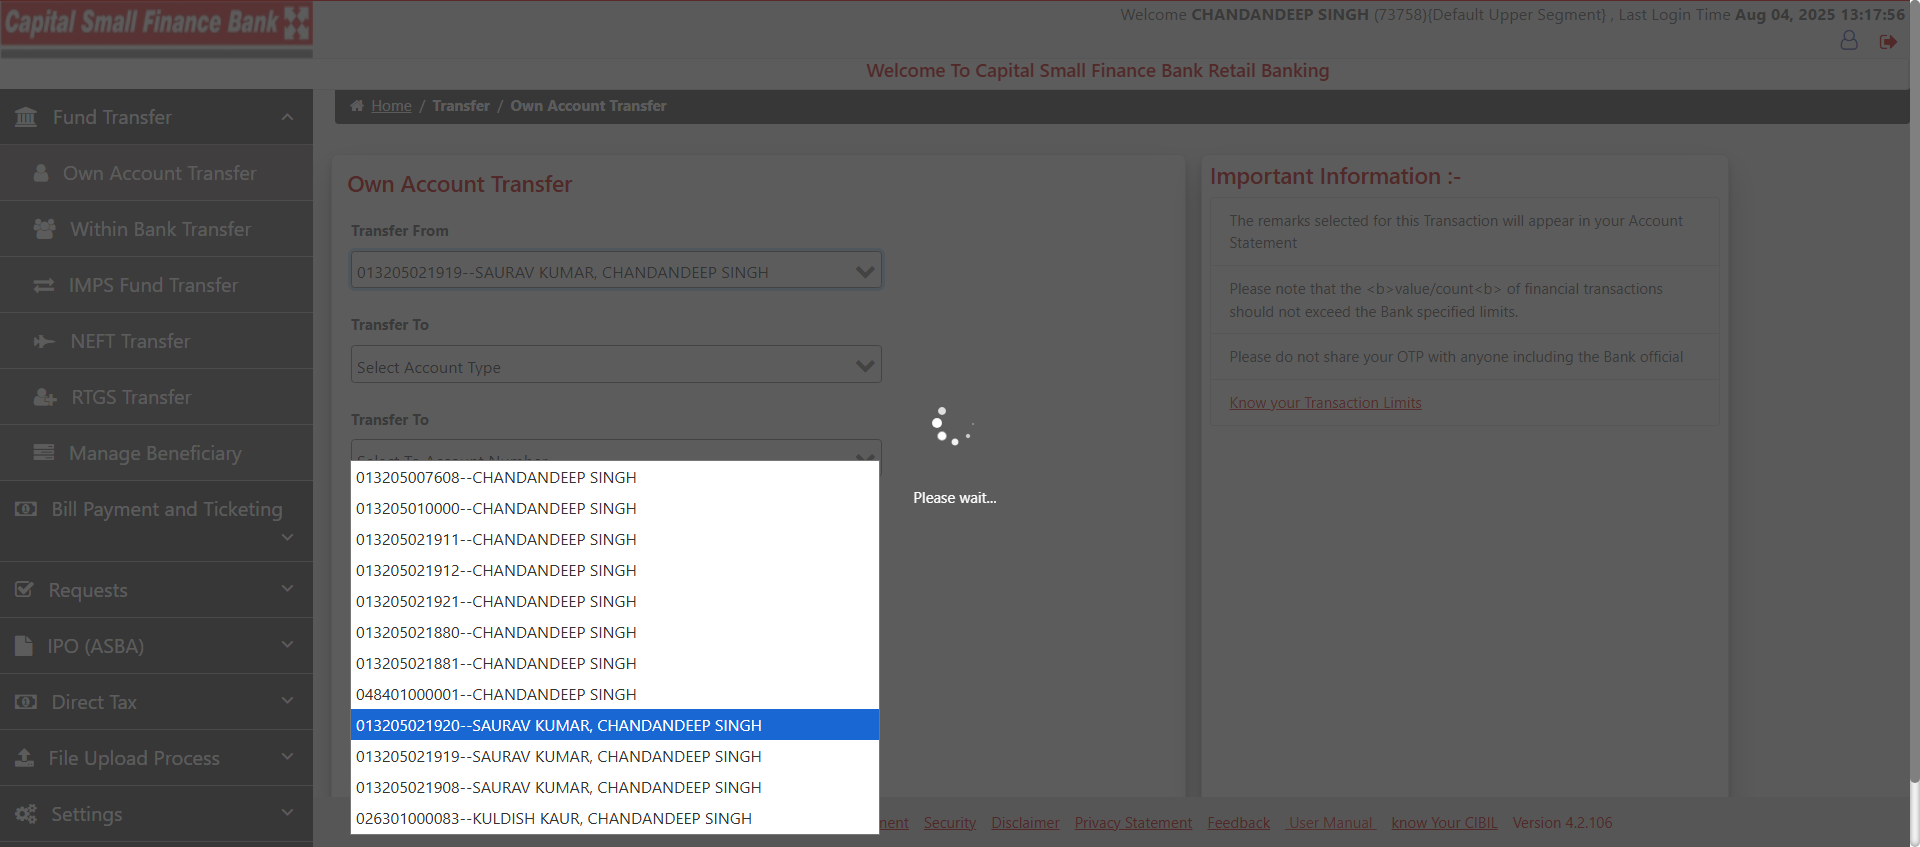 Capital Small Finance Bank
Welcome CHANDANDEEP SINGH (73758){Default Upper Segment} , Last Login Time Aug 04, 2025 13:17:56
Welcome To Capital Small Finance Bank Retail Banking
Home / Transfer / Own Account Transfer
Fund Transfer
Own Account Transfer
Within Bank Transfer
IMPS Fund Transfer
NEFT Transfer
RTGS Transfer
Manage Beneficiary
Bill Payment and Ticketing
Requests
IPO (ASBA)
Direct Tax
File Upload Process
Settings
Own Account Transfer
Transfer From
013205021919--SAURAV KUMAR, CHANDANDEEP SINGH
Transfer To
Select Account Type
Transfer To
Select To Account Number
013205007608--CHANDANDEEP SINGH
013205010000--CHANDANDEEP SINGH
013205021911--CHANDANDEEP SINGH
013205021912--CHANDANDEEP SINGH
013205021921--CHANDANDEEP SINGH
013205021880--CHANDANDEEP SINGH
013205021881--CHANDANDEEP SINGH
048401000001--CHANDANDEEP SINGH
013205021920--SAURAV KUMAR, CHANDANDEEP SINGH
013205021919--SAURAV KUMAR, CHANDANDEEP SINGH
013205021908--SAURAV KUMAR, CHANDANDEEP SINGH
026301000083--KULDISH KAUR, CHANDANDEEP SINGH
Please wait...
Important Information :-
The remarks selected for this Transaction will appear in your Account
Statement
Please note that the <b>value/count<b> of financial transactions
should not exceed the Bank specified limits.
Please do not share your OTP with anyone including the Bank official
Know your Transaction Limits
Security Disclaimer Privacy Statement Feedback User Manual know Your CIBIL Version 4.2.106